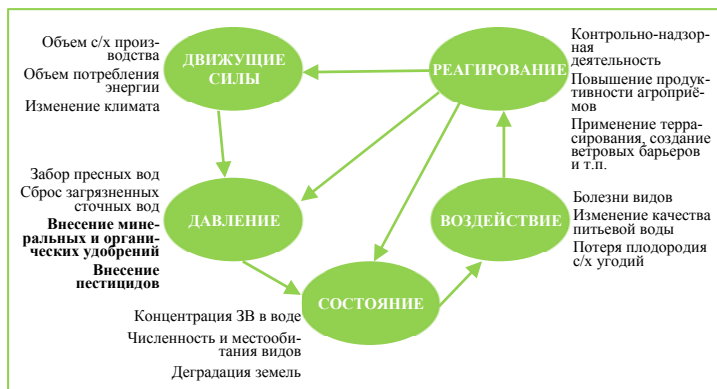 Объем с/х произ-
водства
Объем потребления
энергии
Изменение климата
ДВИЖУЩИЕ
СИЛЫ
РЕАГИРОВАНИЕ
Контрольно-надзор-
ная
деятельность
Повышение продук-
тивности агроприё-
мов
Применение терра-
сирования, создание
ветровых барьеров
и т.п.
Забор пресных вод
Сброс загрязненных
сточных вод
Внесение мине-
ральных и органи-
ческих удобрений
Внесение
пестицидов
ДАВЛЕНИЕ
ВОЗДЕЙСТВИЕ
Болезни видов
Изменение качества
питьевой воды
Потеря плодородия
с/х угодий
СОСТОЯНИЕ
Концентрация ЗВ в воде
Численность и местооби-
тания видов
Деградация земель